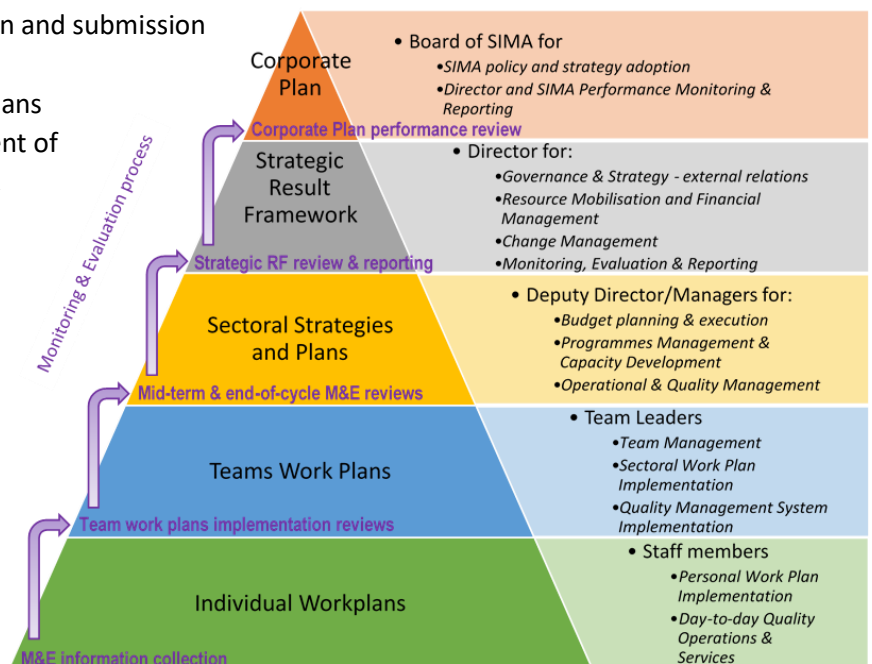 n and submission
ans
ent of
Monitoring & Evaluation process
Corporate
Plan
Corporate Plan performance review
• Board of SIMA for
•SIMA policy and strategy adoption
•Director and SIMA Performance Monitoring &
Reporting
Strategic
Result
Framework
Strategic RF review & reporting
• Director for:
•Governance & Strategy - external relations
•Resource Mobilisation and Financial
Management
•Change Management
•Monitoring, Evaluation & Reporting
Sectoral Strategies
and Plans
Mid-term & end-of-cycle M&E reviews
• Deputy Director/Managers for:
•Budget planning & execution
•Programmes Management &
Capacity Development
•Operational & Quality Management
Teams Work Plans
Team work plans implementation reviews
• Team Leaders
•Team Management
•Sectoral Work Plan
Implementation
•Quality Management System
Implementation
Individual Workplans
M&E information collection
• Staff members
•Personal Work Plan
Implementation
•Day-to-day Quality
Operations &
Services